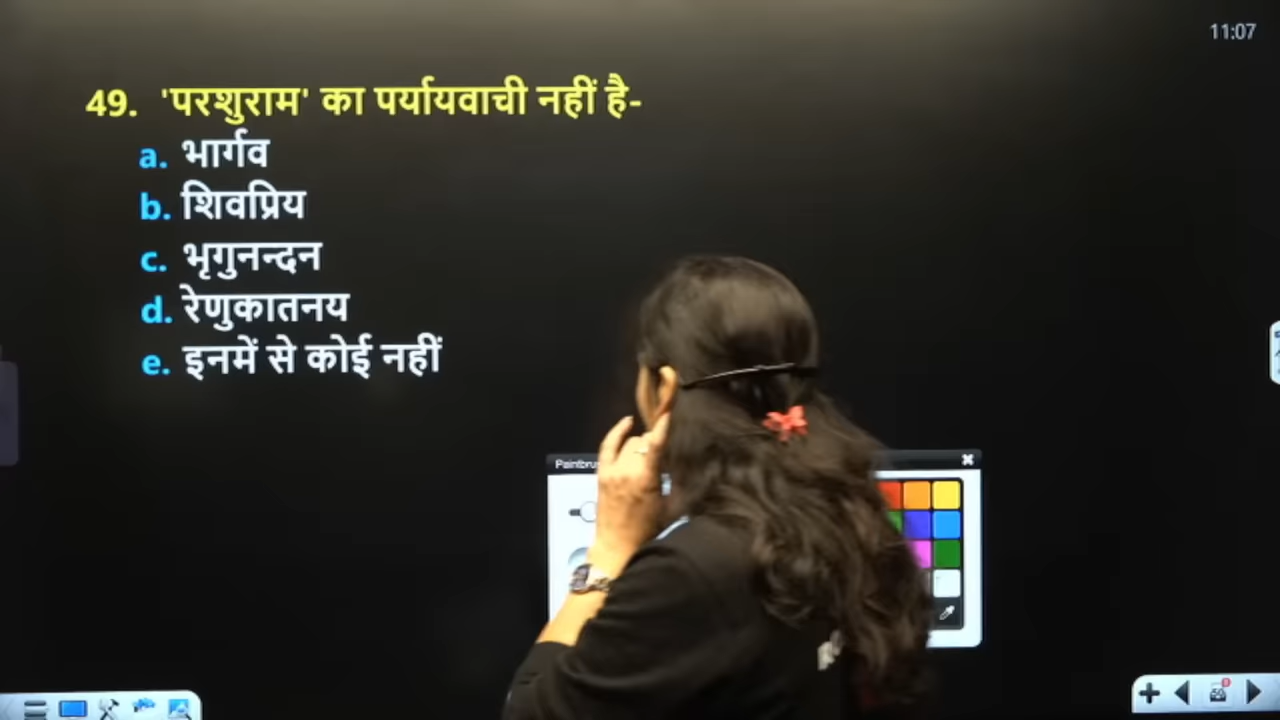 11:07
49. 'परशुराम' का पर्यायवाची नहीं है-
a. भार्गव
b. शिवप्रिय
c. भृगुनन्दन
d. रेणुकातनय
e. इनमें से कोई नहीं